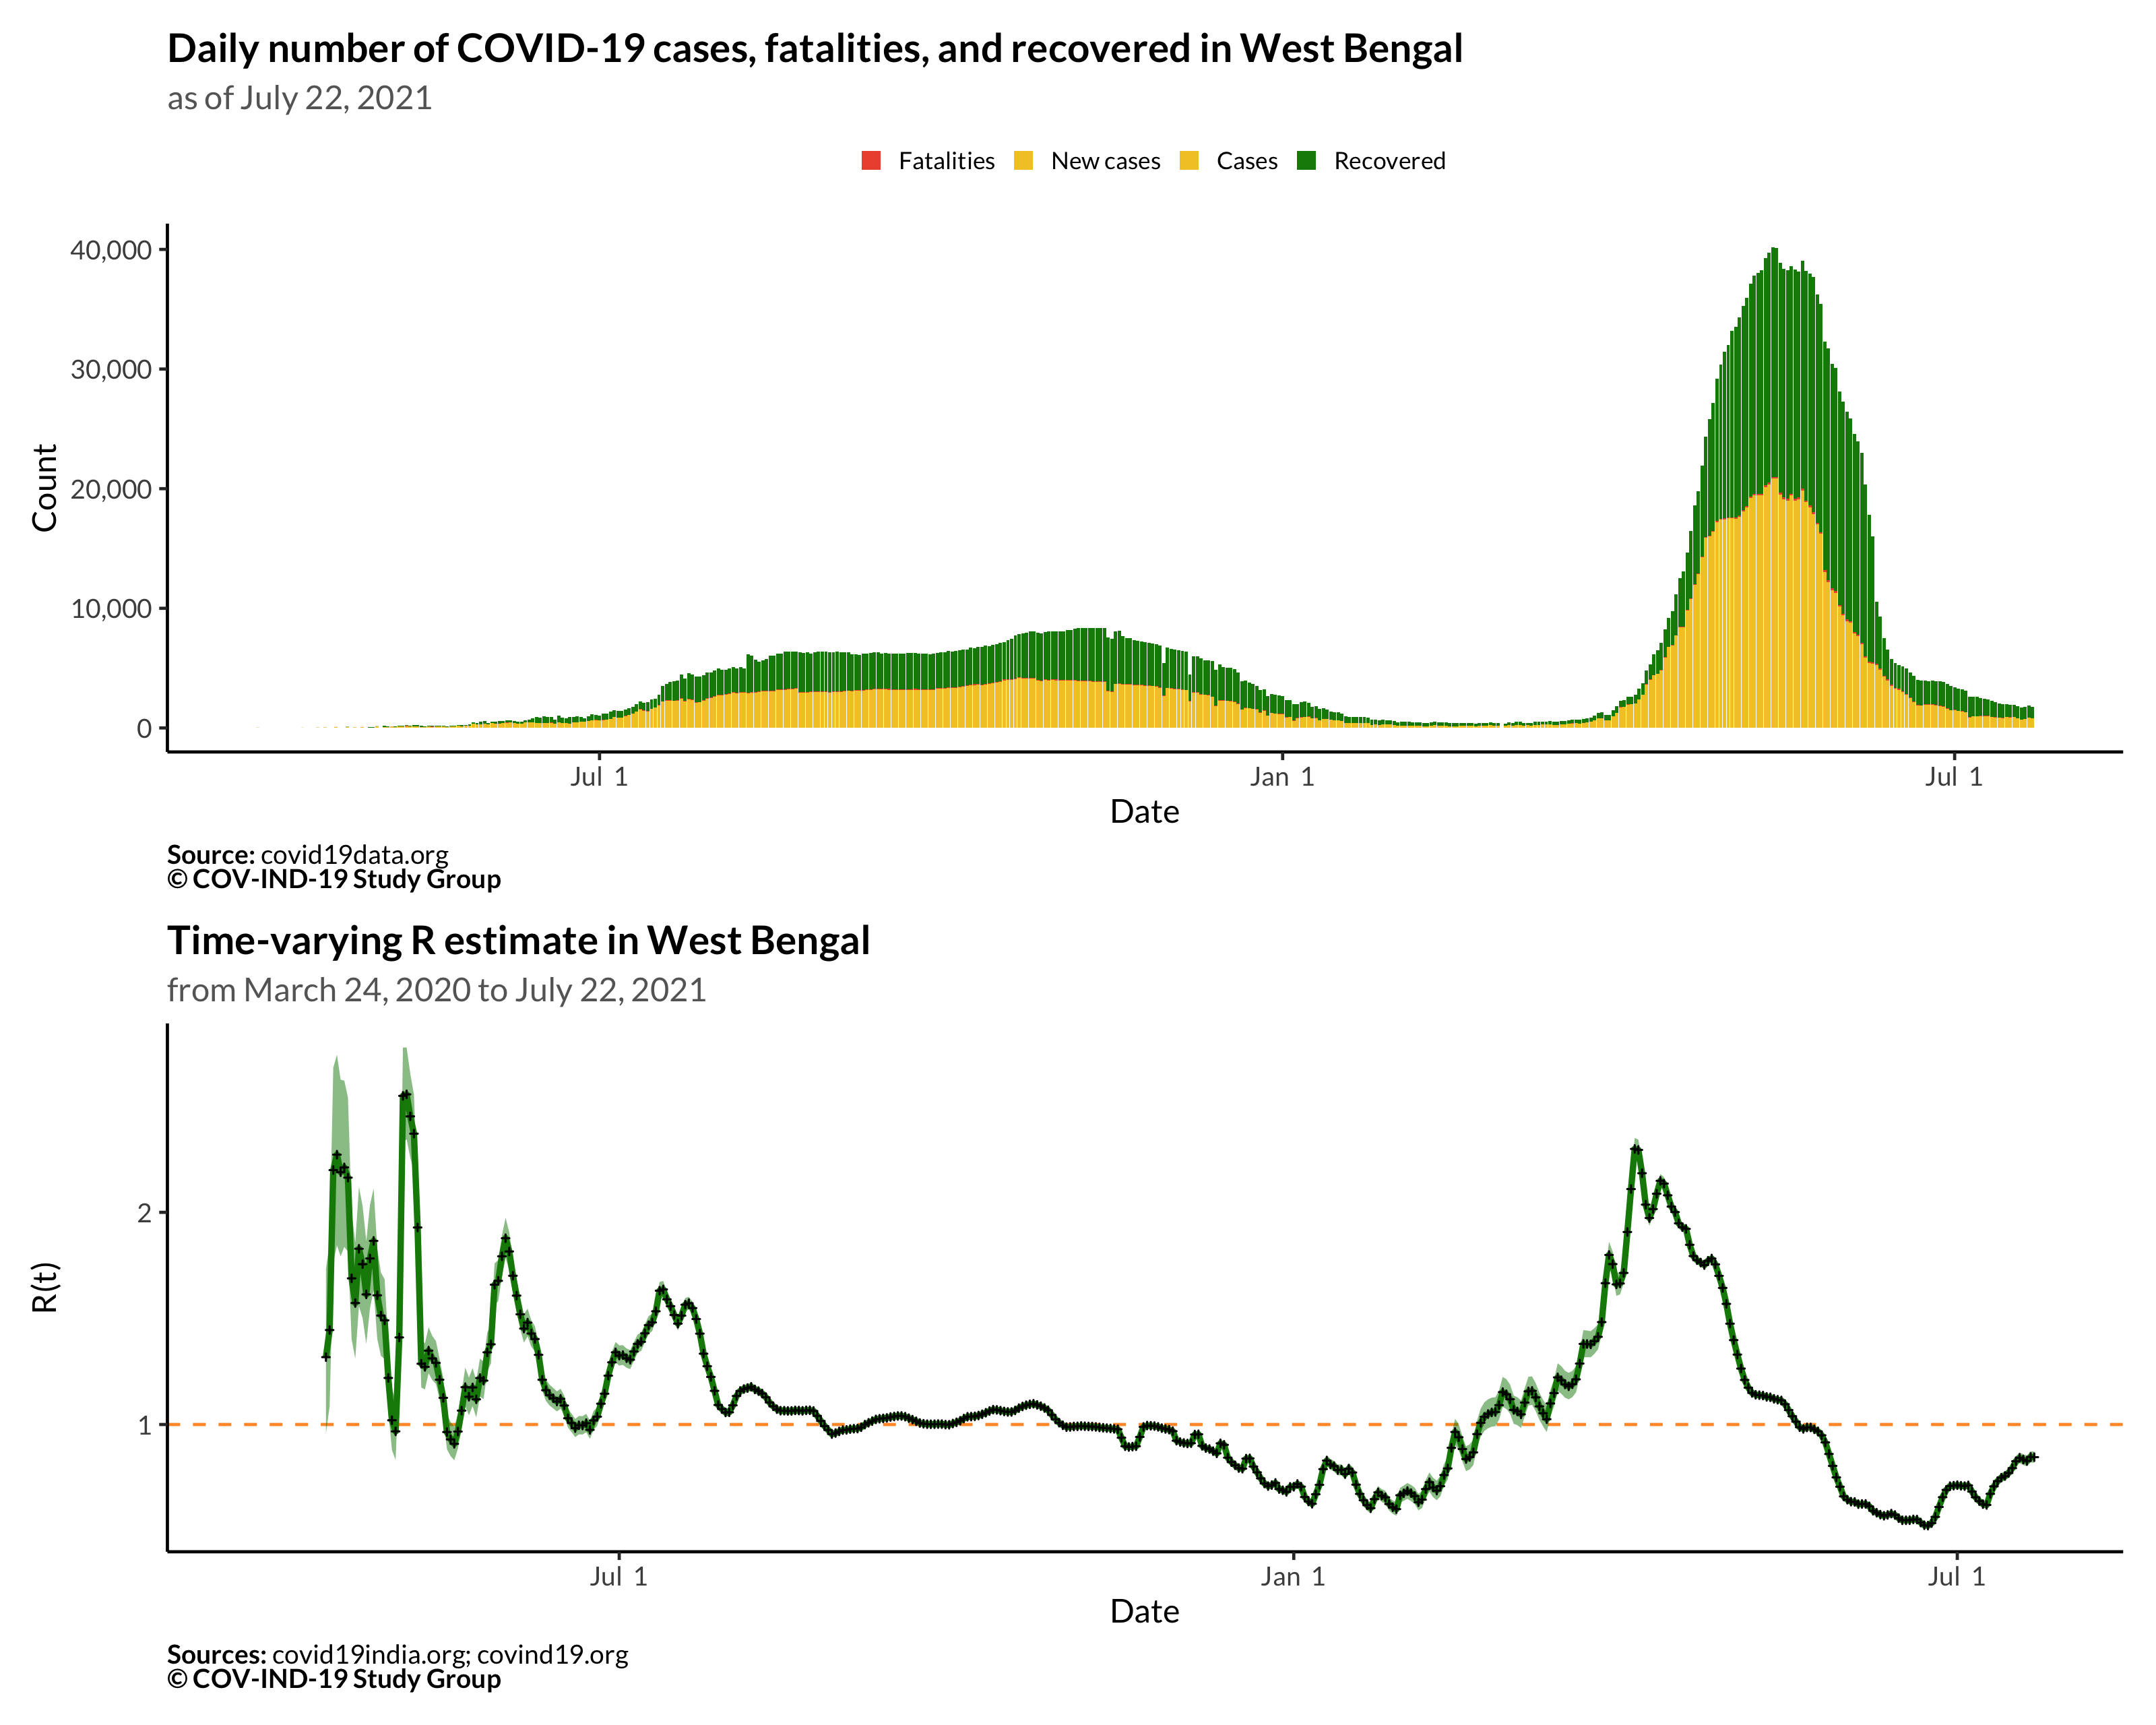 Daily number of COVID-19 cases, fatalities, and recovered in West Bengal
as of July 22, 2021
Fatalities New cases Cases Recovered
40,000
30,000
20,000
10,000
0
Count
Jul 1 Jan 1 Jul 1
Date
Source: covid19data.org
© COV-IND-19 Study Group
Time-varying R estimate in West Bengal
from March 24, 2020 to July 22, 2021
2
1
R(t)
Jul 1 Jan 1 Jul 1
Date
Sources: covid19india.org; covind19.org
© COV-IND-19 Study Group